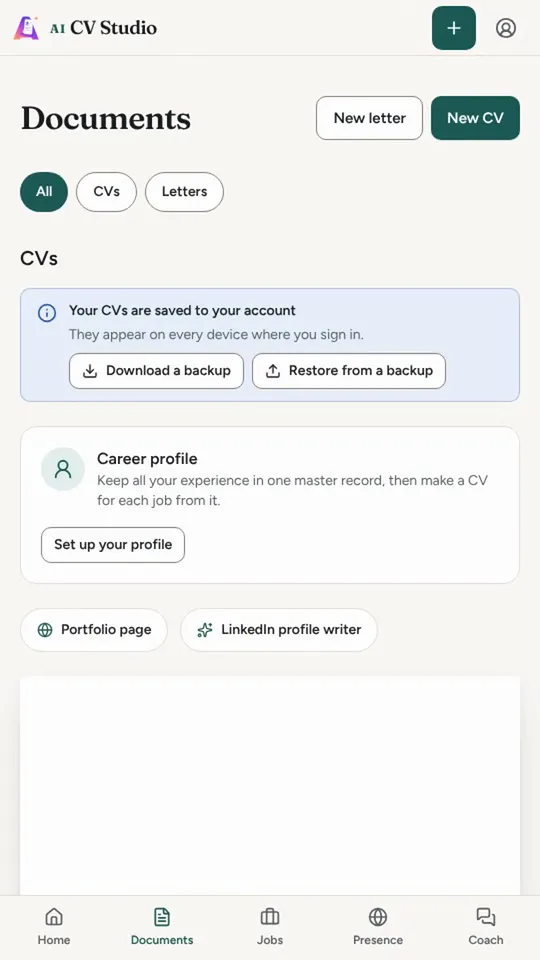 AI CV Studio
Documents
New letter
New CV
All
CVs
Letters
CVs
Your CVs are saved to your account
They appear on every device where you sign in.
Download a backup
Restore from a backup
Career profile
Keep all your experience in one master record, then make a CV
for each job from it.
Set up your profile
Portfolio page
LinkedIn profile writer
Home
Documents
Jobs
Presence
Coach